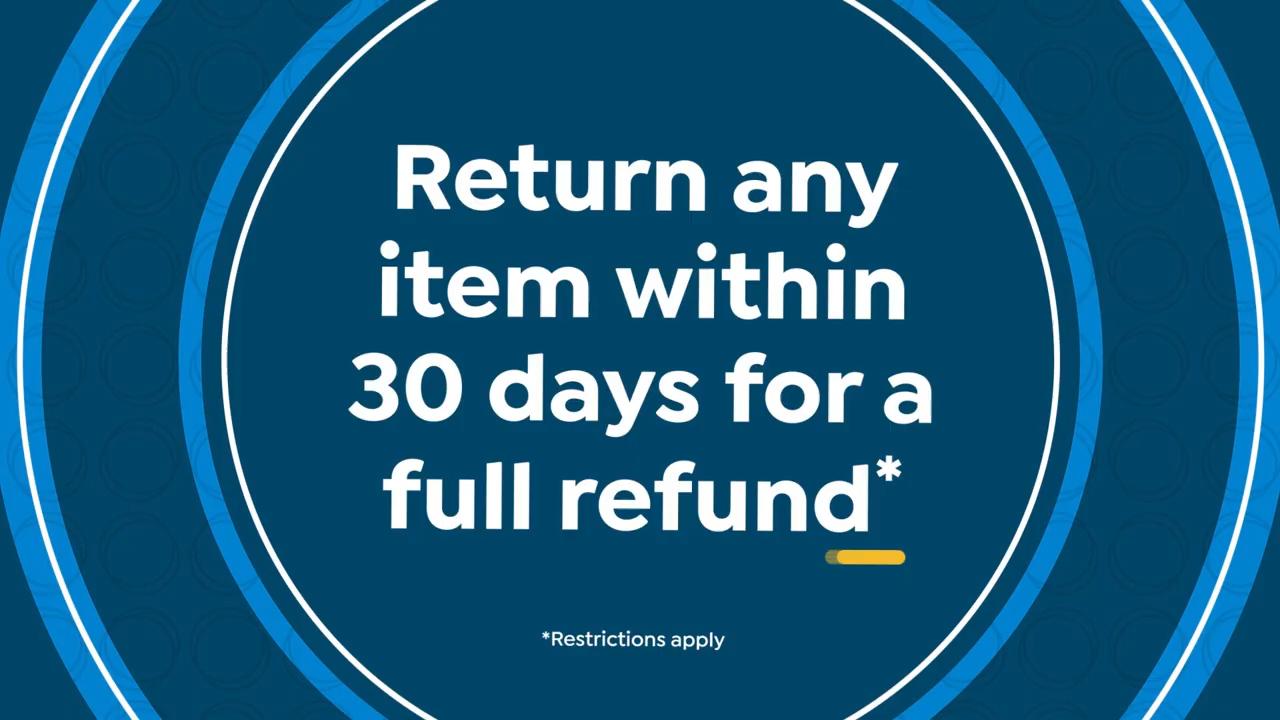 Return any
item within
30 days for a
full refund*
*Restrictions apply